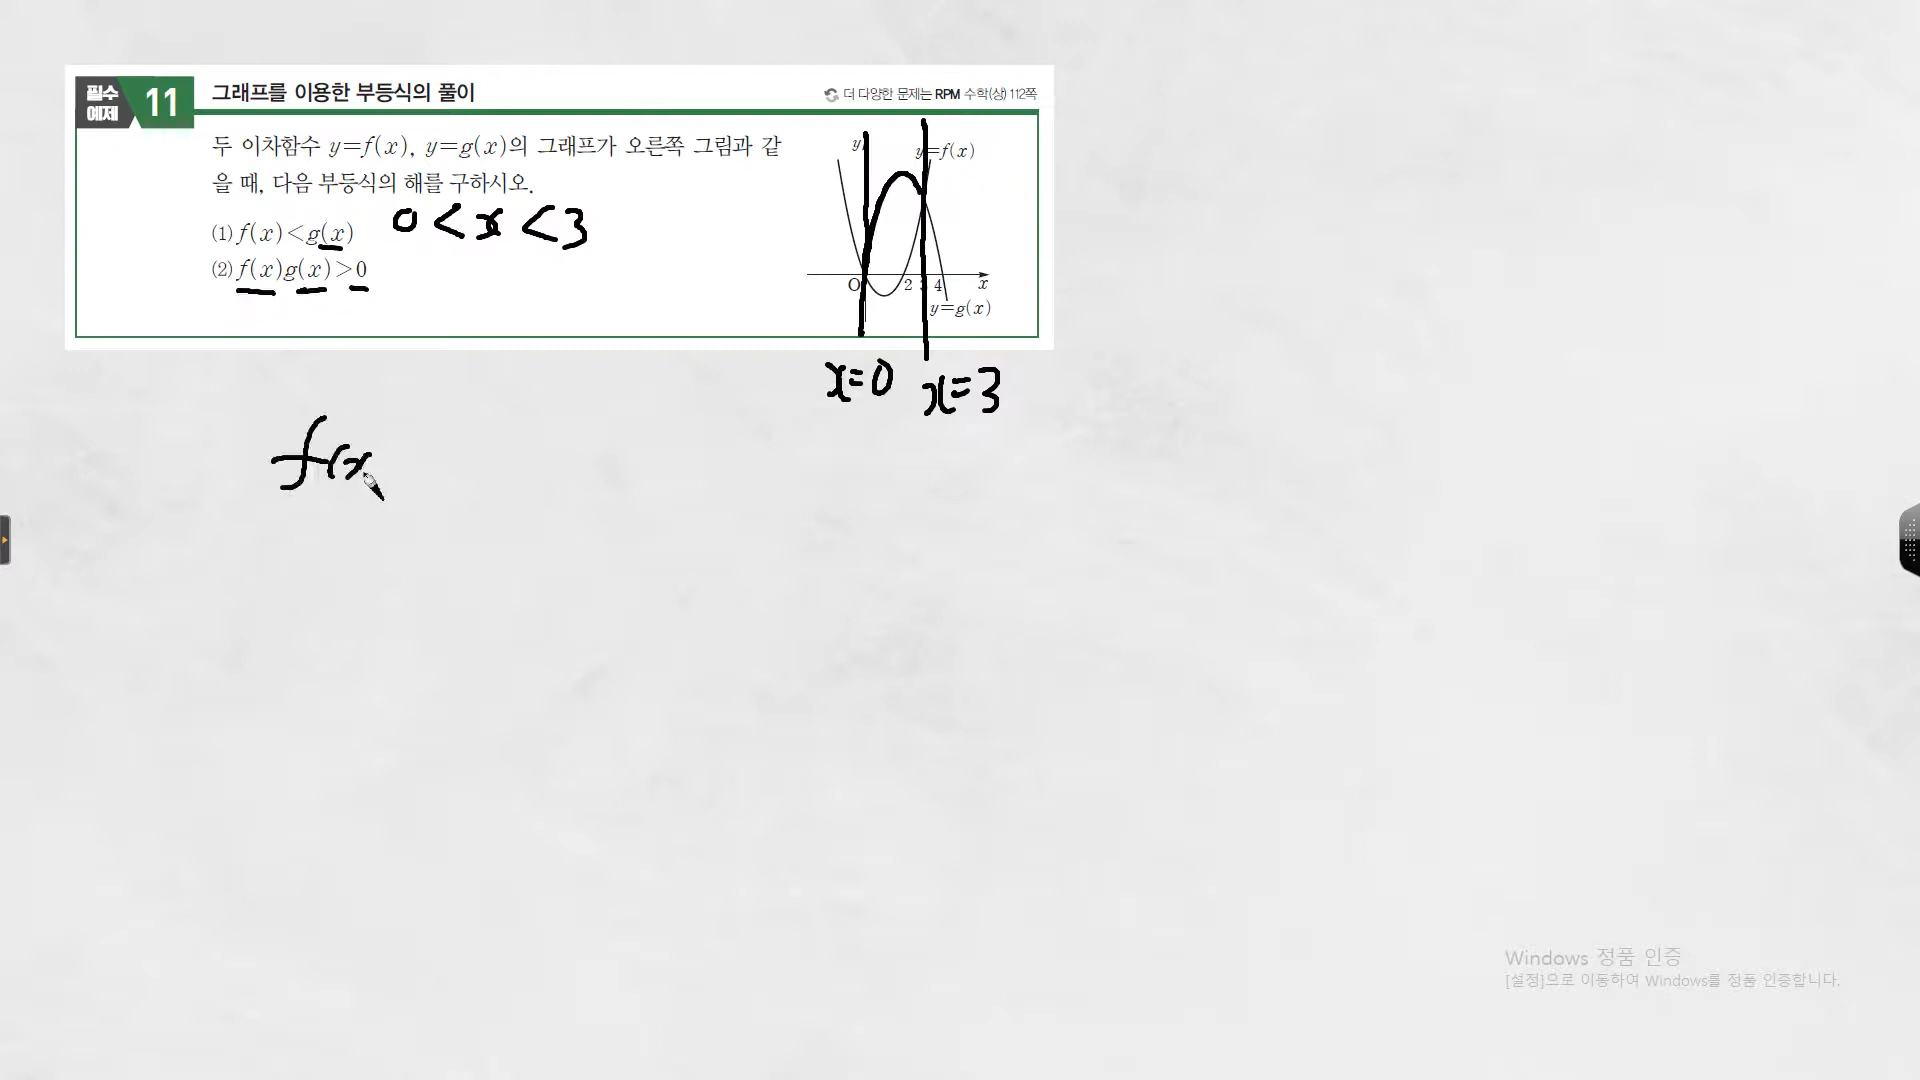 필수 예제 11 그래프를 이용한 부등식의 풀이 더 다양한 문제는 RPM 수학(상) 112쪽
두 이차함수 y=f(x), y=g(x)의 그래프가 오른쪽 그림과 같
을 때, 다음 부등식의 해를 구하시오.
(1) f(x)<g(x) 0<x<3
(2) f(x)g(x)>0
y
y=f(x)
O 2 4 x
y=g(x)
x=0 x=3
f(x
Windows 정품 인증
[설정]으로 이동하여 Windows를 정품 인증합니다.